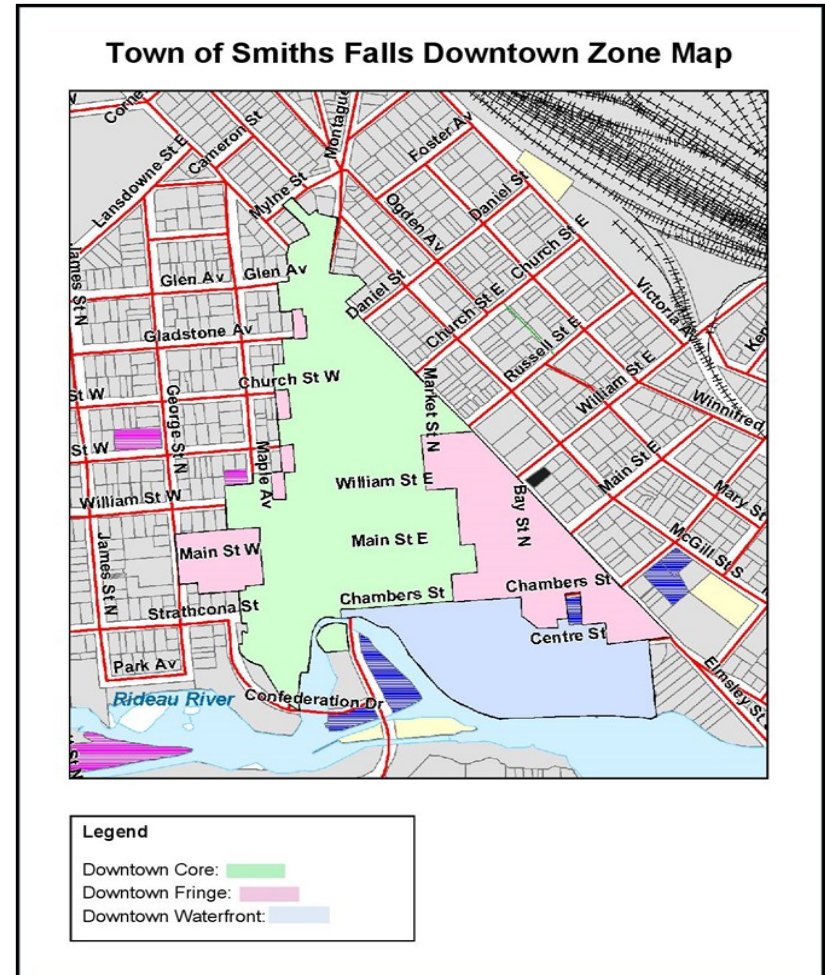 Town of Smiths Falls Downtown Zone Map
Montague
Foster Av
Cameron St
Lansdowne St E
Mylne St
Ogden Av
Daniel St
Church St E
James St N
Glen Av
Glen Av
Daniel St
Church St E
Victoria Av
Gladstone Av
Russell St E
Church St W
Market St N
William St E
Winnifred
St W
George St N
St W
Maple Av
William St E
Main St E
Mary St
William St W
Bay St N
Main St W
Main St E
McGill St S
James St N
Chambers St
Chambers St
Strathcona St
Centre St
Park Av
Elmsley St.
Rideau River
Confederation Dr
St N
Legend
Downtown Core:
Downtown Fringe:
Downtown Waterfront: